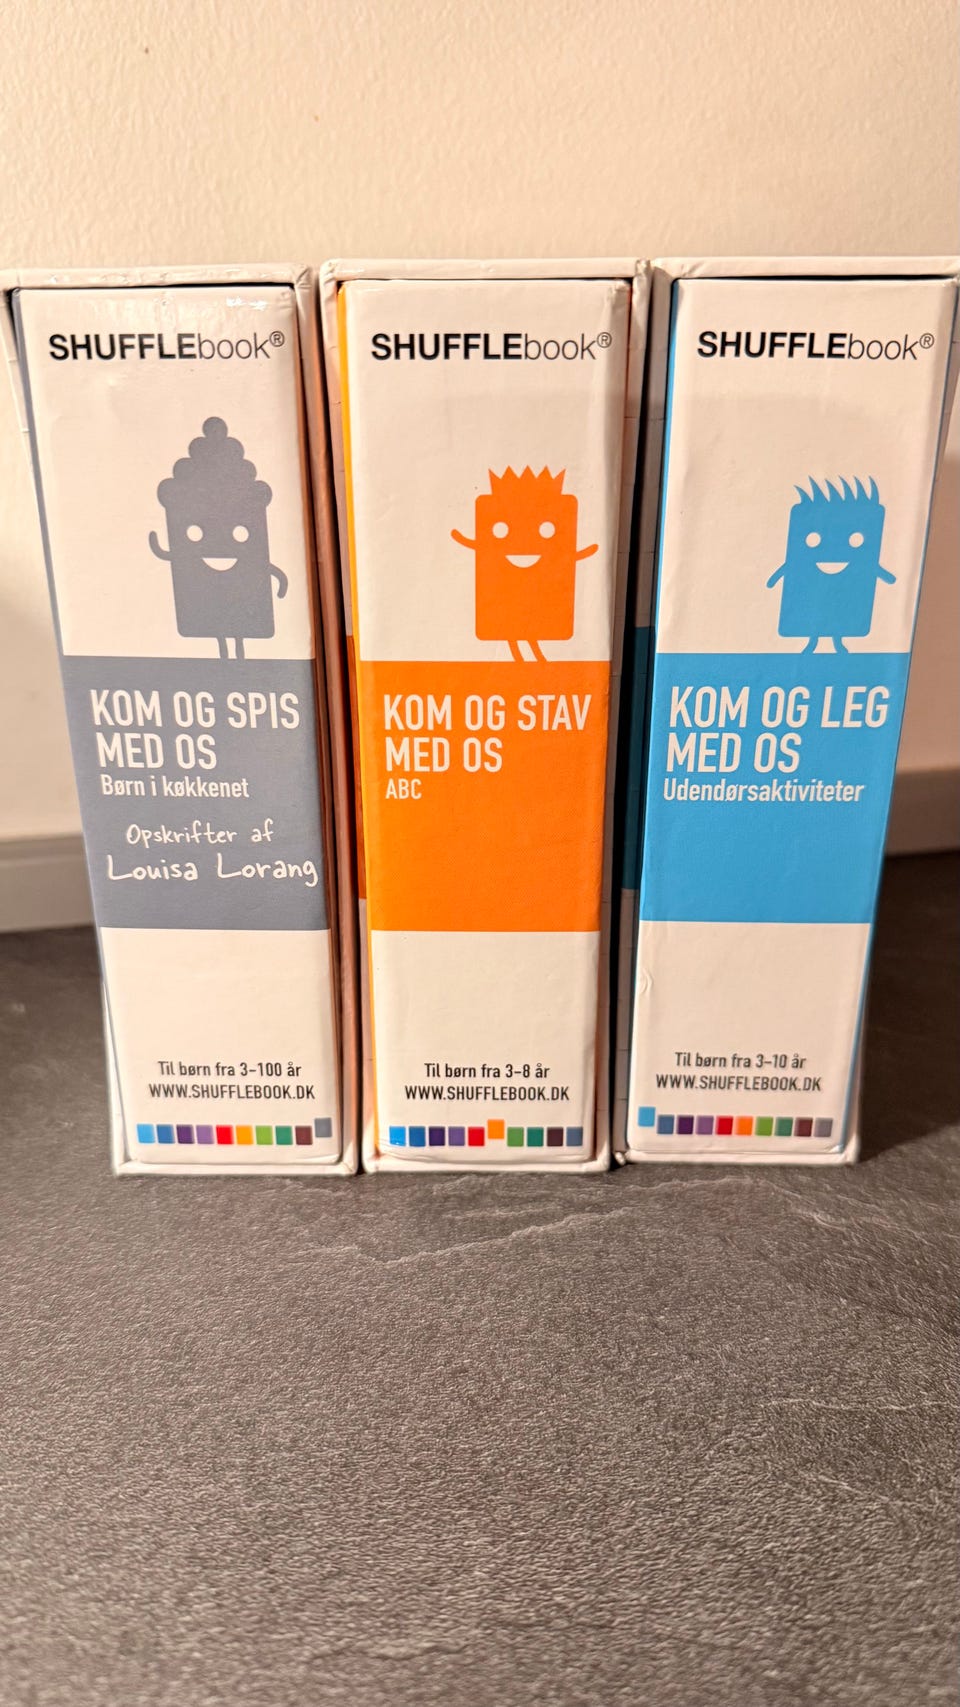 SHUFFLEbook®
KOM OG SPIS
MED OS
Børn i køkkenet
Opskrifter af
Louisa Lorang
Til børn fra 3–100 år
WWW.SHUFFLEBOOK.DK
SHUFFLEbook®
KOM OG STAV
MED OS
ABC
Til børn fra 3–8 år
WWW.SHUFFLEBOOK.DK
SHUFFLEbook®
KOM OG LEG
MED OS
Udendørsaktiviteter
Til børn fra 3–10 år
WWW.SHUFFLEBOOK.DK